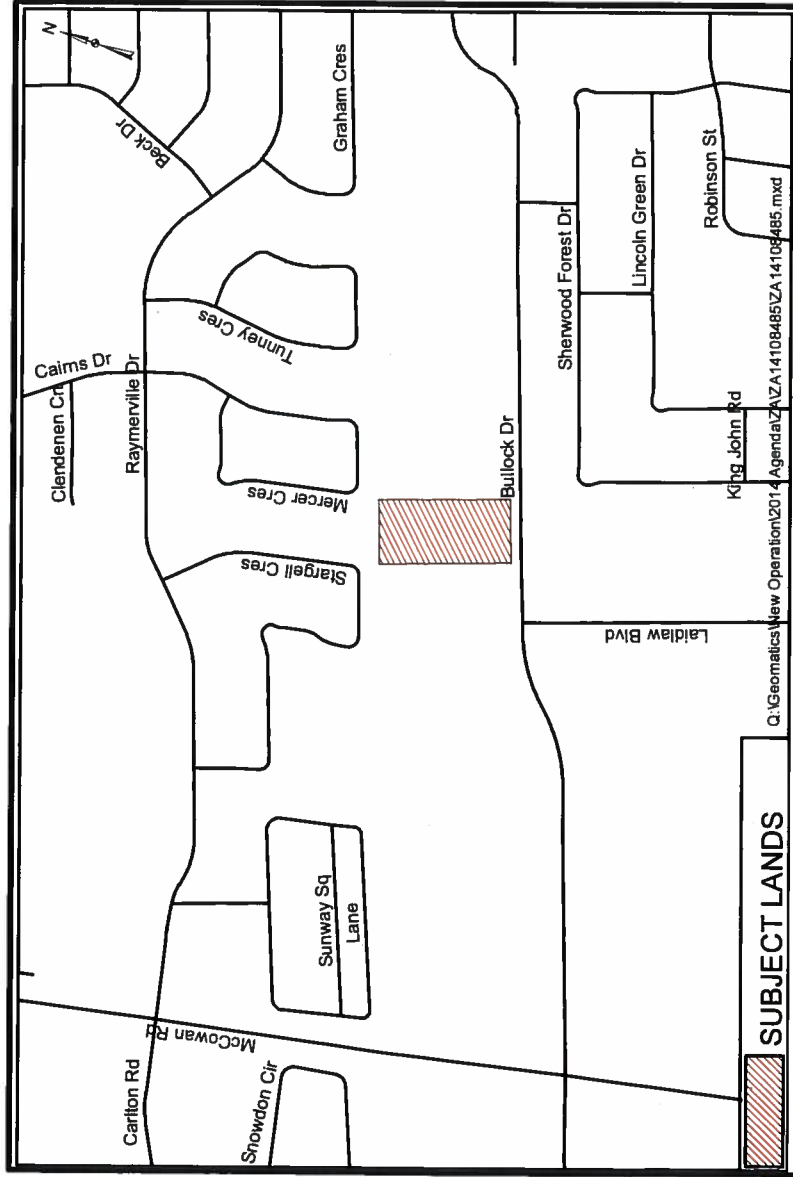 N
Beck Dr
Graham Cres
Cairns Dr
Clendenen Cr
Raymerville Dr
Tunney Cres
Mercer Cres
Stargell Cres
Bullock Dr
Sherwood Forest Dr
Lincoln Green Dr
Robinson St
King John Rd
Laidlaw Blvd
Sunway Sq
Lane
McCowan Rd
Carlton Rd
Snowdon Cir
Q:\Geomatics\New Operation\2014 Agenda\ZA\ZA14108485\ZA14108485.mxd
SUBJECT LANDS